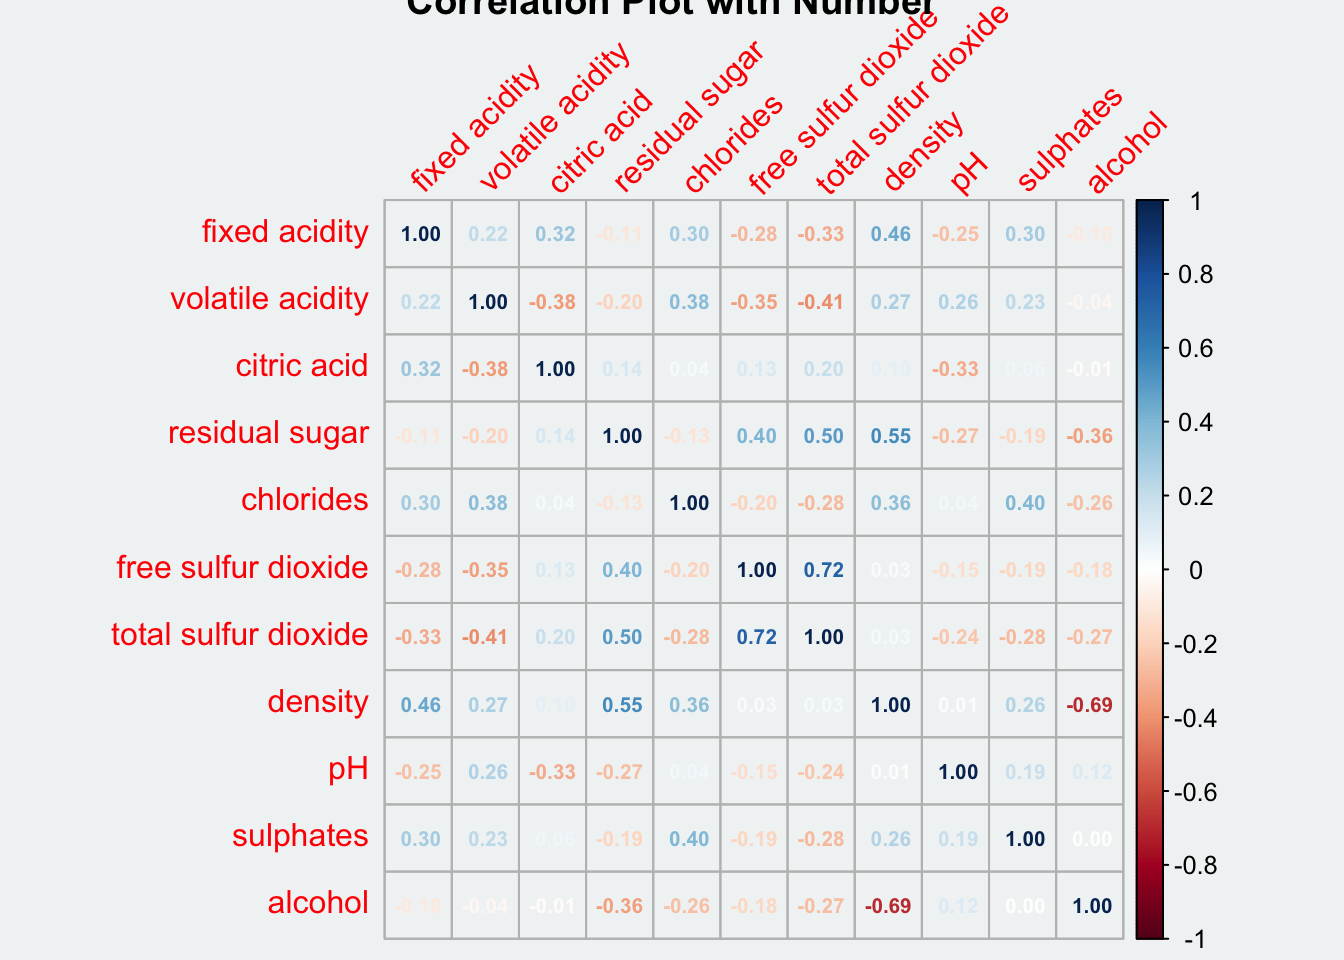 Correlation Plot with Number
fixed acidity volatile acidity citric acid residual sugar chlorides free sulfur dioxide total sulfur dioxide density pH sulphates alcohol
fixed acidity 1.00 0.22 0.32 -0.11 0.30 -0.28 -0.33 0.46 -0.25 0.30 -0.10
volatile acidity 0.22 1.00 -0.38 -0.20 0.38 -0.35 -0.41 0.27 0.26 0.23 -0.04
citric acid 0.32 -0.38 1.00 0.14 0.04 0.13 0.20 0.10 -0.33 0.06 -0.01
residual sugar -0.11 -0.20 0.14 1.00 -0.13 0.40 0.50 0.55 -0.27 -0.19 -0.36
chlorides 0.30 0.38 0.04 -0.13 1.00 -0.20 -0.28 0.36 0.04 0.40 -0.26
free sulfur dioxide -0.28 -0.35 0.13 0.40 -0.20 1.00 0.72 0.03 -0.15 -0.19 -0.18
total sulfur dioxide -0.33 -0.41 0.20 0.50 -0.28 0.72 1.00 0.03 -0.24 -0.28 -0.27
density 0.46 0.27 0.10 0.55 0.36 0.03 0.03 1.00 0.01 0.26 -0.69
pH -0.25 0.26 -0.33 -0.27 0.04 -0.15 -0.24 0.01 1.00 0.19 0.12
sulphates 0.30 0.23 0.06 -0.19 0.40 -0.19 -0.28 0.26 0.19 1.00 0.00
alcohol -0.10 -0.04 -0.01 -0.36 -0.26 -0.18 -0.27 -0.69 0.12 0.00 1.00
1
0.8
0.6
0.4
0.2
0
-0.2
-0.4
-0.6
-0.8
-1